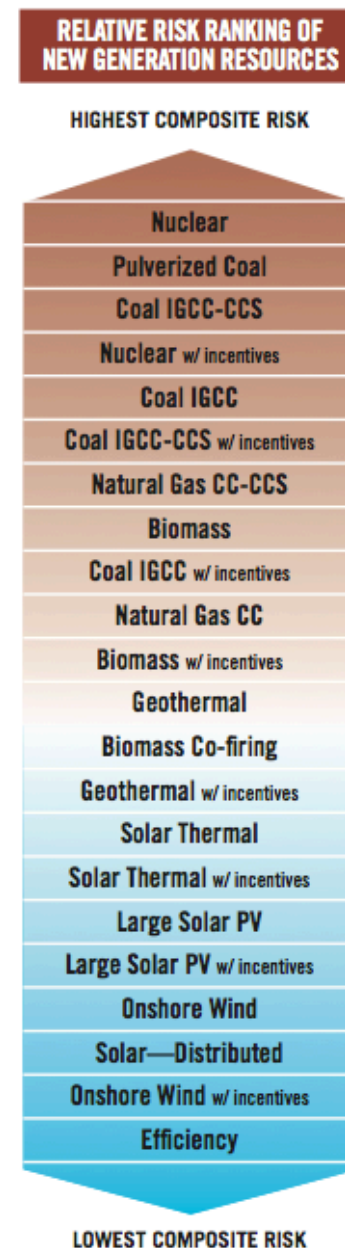 RELATIVE RISK RANKING OF
NEW GENERATION RESOURCES
HIGHEST COMPOSITE RISK
Nuclear
Pulverized Coal
Coal IGCC-CCS
Nuclear w/ incentives
Coal IGCC
Coal IGCC-CCS w/ incentives
Natural Gas CC-CCS
Biomass
Coal IGCC w/ incentives
Natural Gas CC
Biomass w/ incentives
Geothermal
Biomass Co-firing
Geothermal w/ incentives
Solar Thermal
Solar Thermal w/ incentives
Large Solar PV
Large Solar PV w/ incentives
Onshore Wind
Solar—Distributed
Onshore Wind w/ incentives
Efficiency
LOWEST COMPOSITE RISK